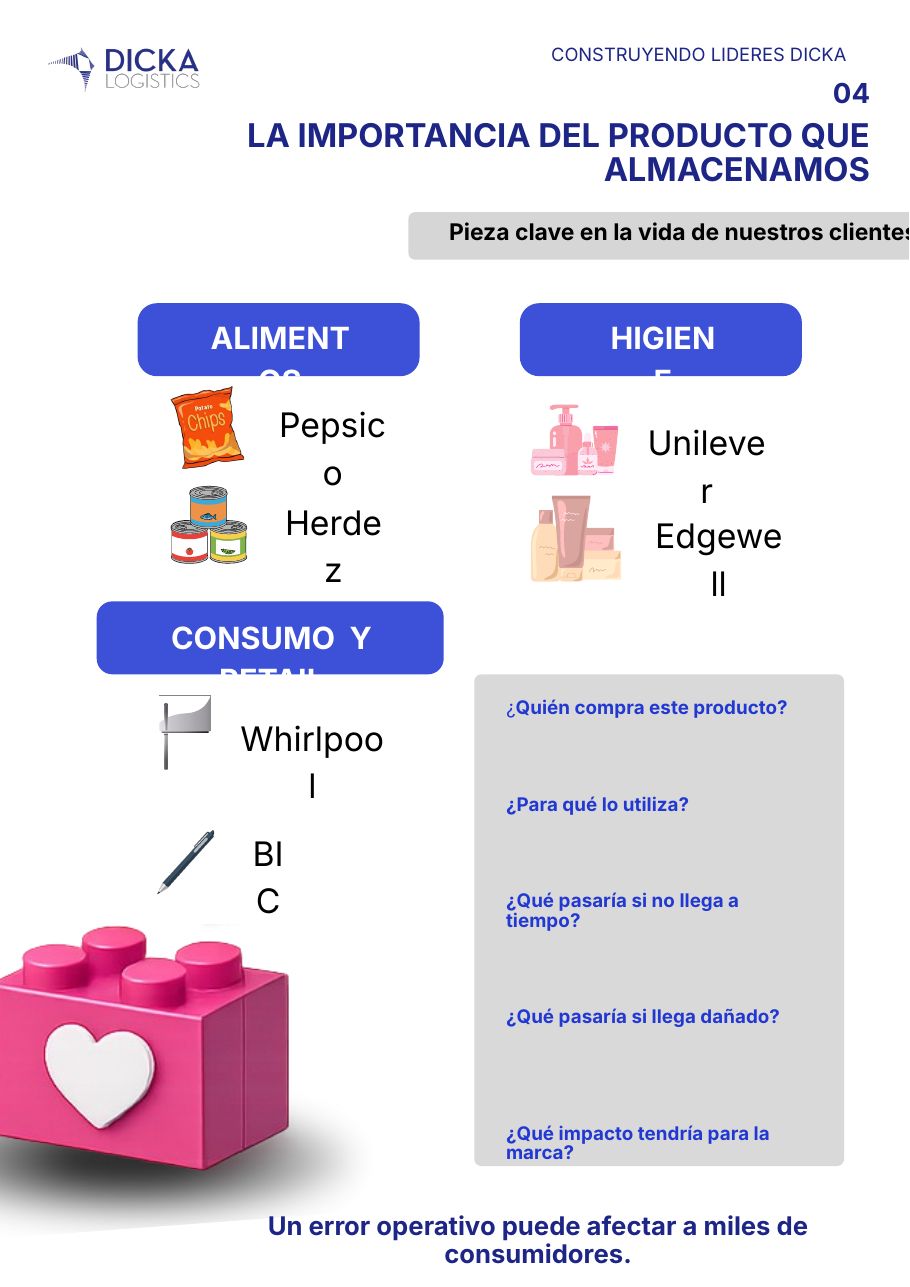 DICKA
LOGISTICS
CONSTRUYENDO LIDERES DICKA
04
LA IMPORTANCIA DEL PRODUCTO QUE
ALMACENAMOS
Pieza clave en la vida de nuestros clientes
ALIMENT
OS
HIGIEN
E
Potato
Chips
Pepsic
o
Herde
z
Unileve
r
Edgewe
ll
CONSUMO Y
RETAIL
Whirlpoo
l
BI
C
¿Quién compra este producto?
¿Para qué lo utiliza?
¿Qué pasaría si no llega a
tiempo?
¿Qué pasaría si llega dañado?
¿Qué impacto tendría para la
marca?
Un error operativo puede afectar a miles de
consumidores.